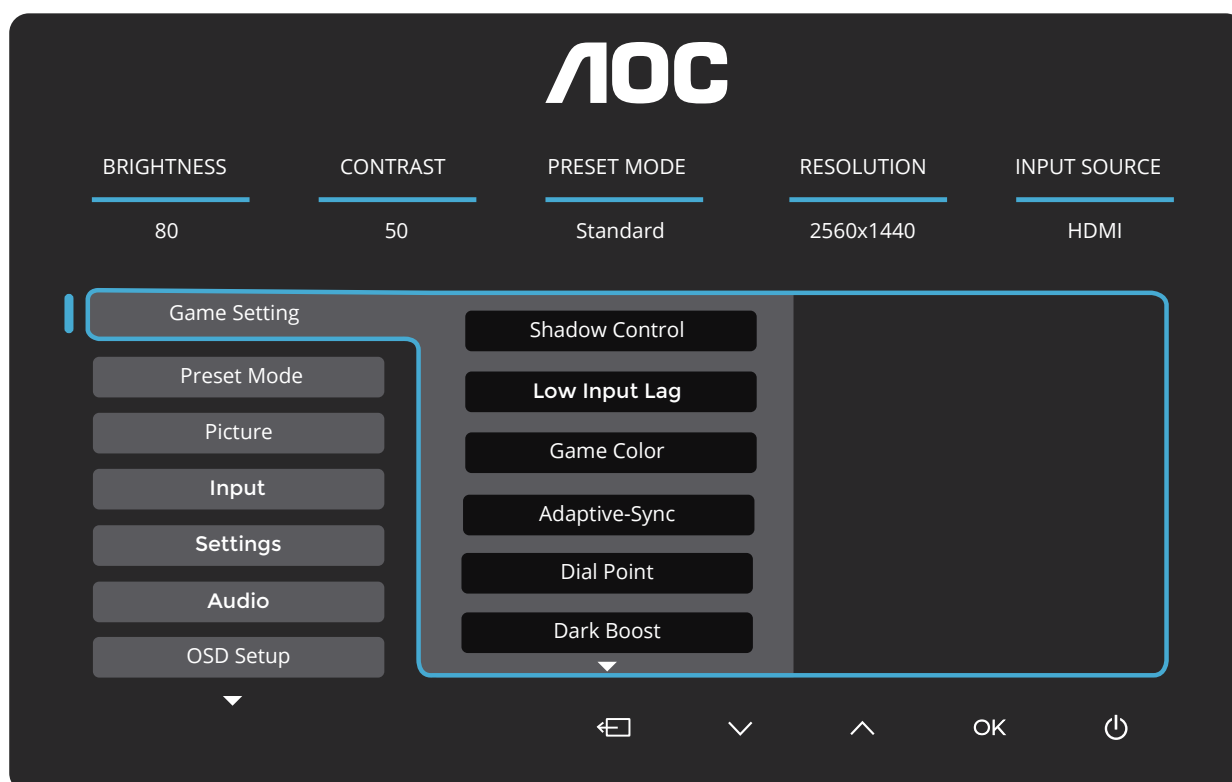 AOC
BRIGHTNESS CONTRAST PRESET MODE RESOLUTION INPUT SOURCE
80 50 Standard 2560x1440 HDMI
Game Setting
Preset Mode
Picture
Input
Settings
Audio
OSD Setup
Shadow Control
Low Input Lag
Game Color
Adaptive-Sync
Dial Point
Dark Boost
OK